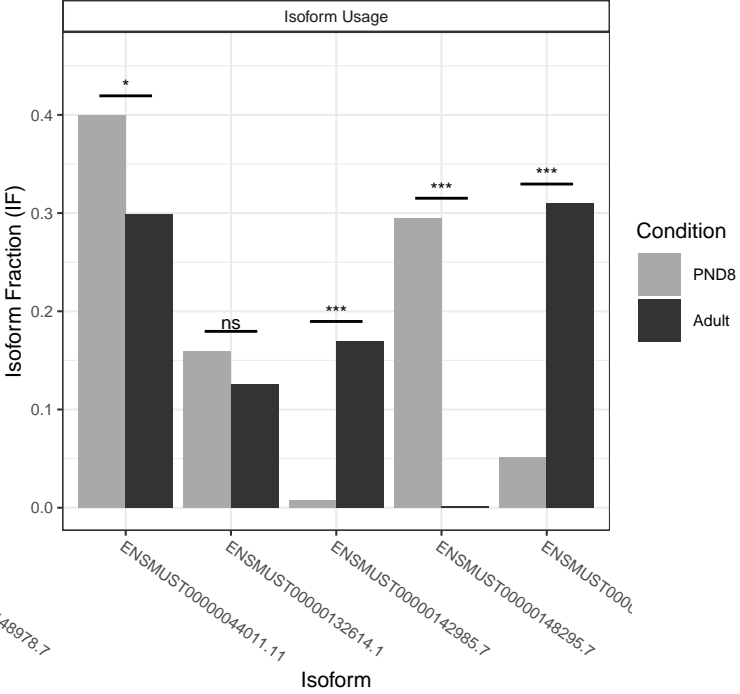 Isoform Usage
Isoform Fraction (IF)
0.4
0.3
0.2
0.1
0.0
*
ns
***
***
***
ENSMUST00000044011.11
ENSMUST00000132614.1
ENSMUST00000142985.7
ENSMUST00000148295.7
Isoform
Condition
PND8
Adult